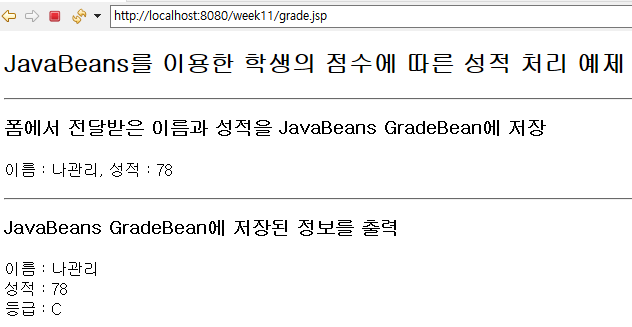 http://localhost:8080/week11/grade.jsp
JavaBeans를 이용한 학생의 점수에 따른 성적 처리 예제
폼에서 전달받은 이름과 성적을 JavaBeans GradeBean에 저장
이름 : 나관리, 성적 : 78
JavaBeans GradeBean에 저장된 정보를 출력
이름 : 나관리
성적 : 78
등급 : C